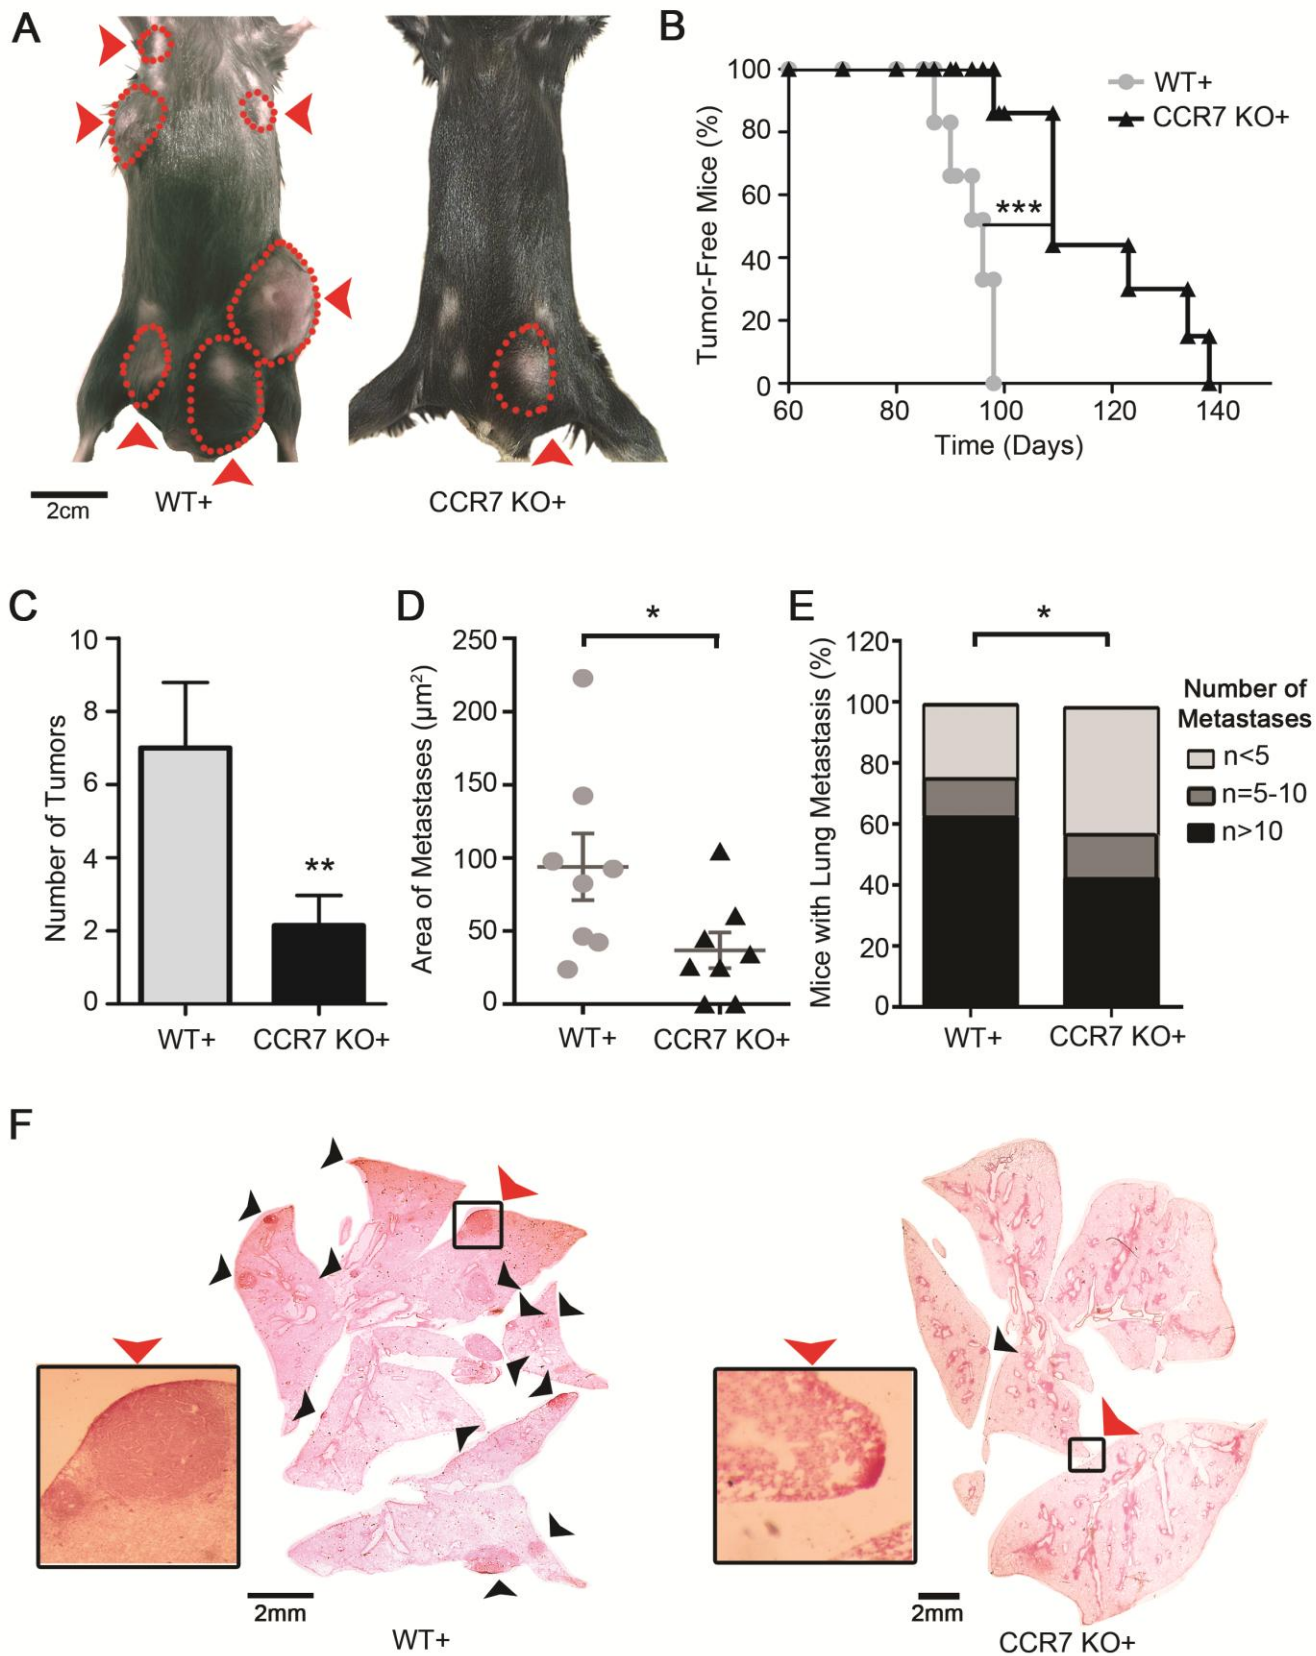 A
2cm
WT+
CCR7 KO+
B
Tumor-Free Mice (%)
100
80
60
40
20
0
60
80
100
120
140
Time (Days)
WT+
CCR7 KO+
***
C
Number of Tumors
10
8
6
4
2
0
**
WT+
CCR7 KO+
D
Area of Metastases (µm²)
250
200
150
100
50
0
*
WT+
CCR7 KO+
E
Mice with Lung Metastasis (%)
120
100
80
60
40
20
0
*
WT+
CCR7 KO+
Number of
Metastases
n<5
n=5-10
n>10
F
2mm
WT+
2mm
CCR7 KO+